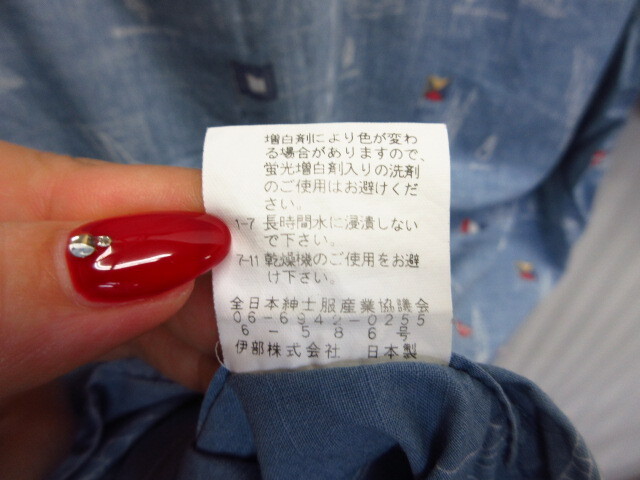 増白剤により色が変わ
る場合がありますので、
蛍光増白剤入りの洗剤
のご使用はお避けくだ
さい。
1-7 長時間水に浸漬しない
で下さい。
7-11 乾燥機のご使用をお避
け下さい。
全日本紳士服産業協議会
06-6942-0255
6-586号
伊部株式会社 日本製